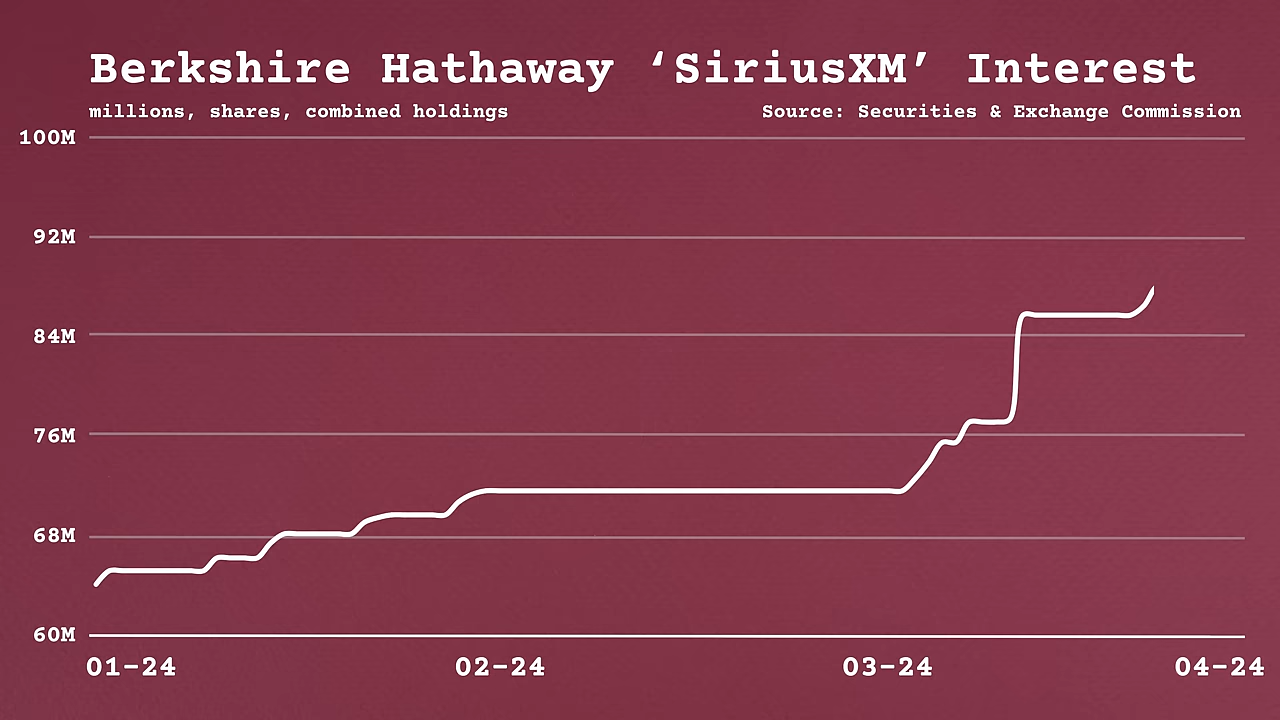 Berkshire Hathaway ‘SiriusXM’ Interest
millions, shares, combined holdings
Source: Securities & Exchange Commission
100M
92M
84M
76M
68M
60M
01-24
02-24
03-24
04-24